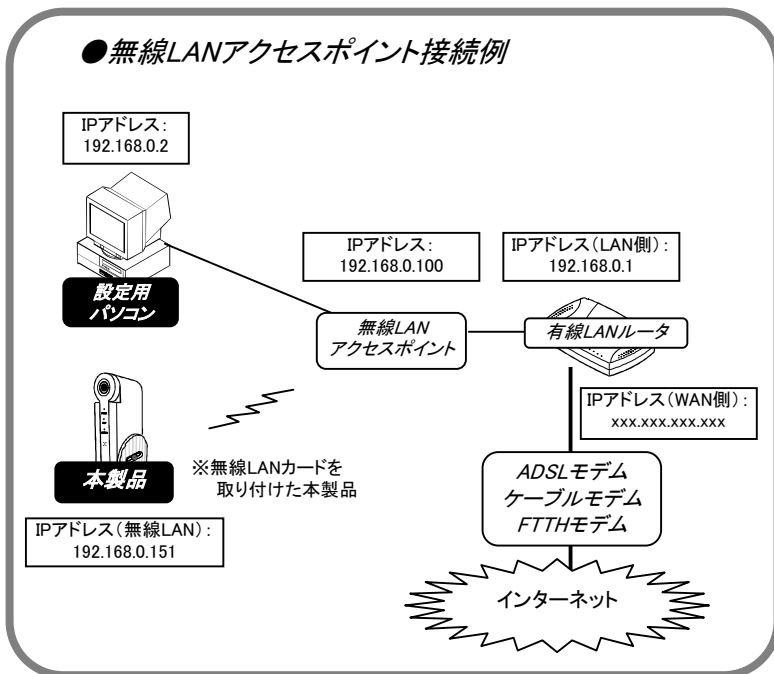 ●無線LANアクセスポイント接続例
IPアドレス：
192.168.0.2
設定用
パソコン
IPアドレス：
192.168.0.100
IPアドレス（LAN側）：
192.168.0.1
無線LAN
アクセスポイント
有線LANルータ
IPアドレス（WAN側）：
xxx.xxx.xxx.xxx
本製品
※無線LANカードを
取り付けた本製品
IPアドレス（無線LAN）：
192.168.0.151
ADSLモデム
ケーブルモデム
FTTHモデム
インターネット